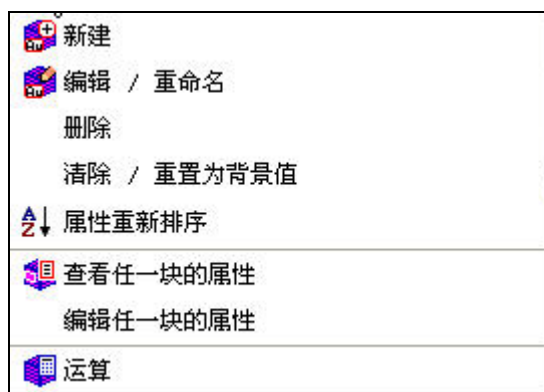 新建
编辑 / 重命名
删除
清除 / 重置为背景值
属性重新排序
查看任一块的属性
编辑任一块的属性
运算